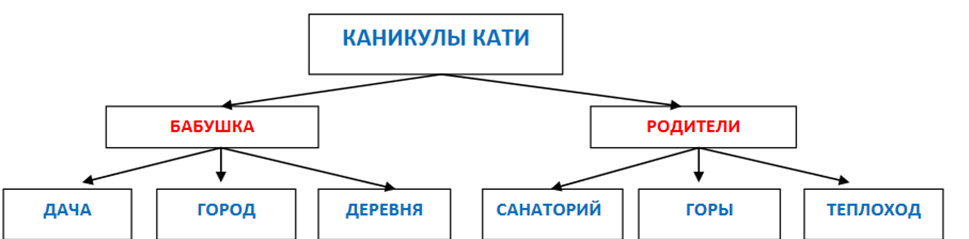 КАНИКУЛЫ КАТИ
БАБУШКА
РОДИТЕЛИ
ДАЧА
ГОРОД
ДЕРЕВНЯ
САНАТОРИЙ
ГОРЫ
ТЕПЛОХОД